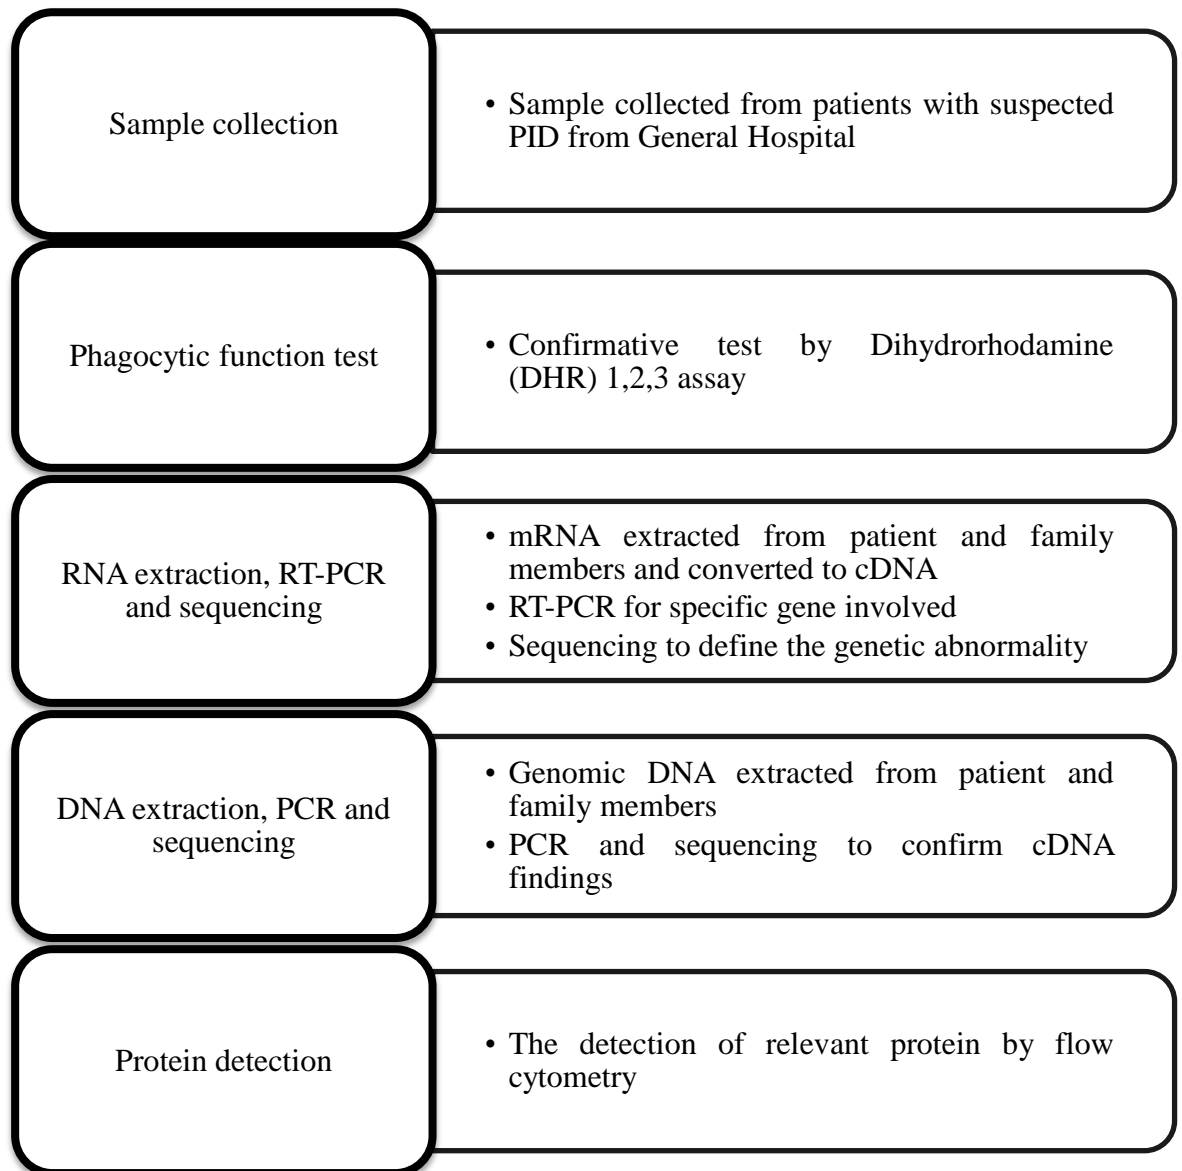 Sample collection
• Sample collected from patients with suspected
PID from General Hospital
Phagocytic function test
• Confirmative test by Dihydrorhodamine
(DHR) 1,2,3 assay
RNA extraction, RT-PCR
and sequencing
• mRNA extracted from patient and family
members and converted to cDNA
• RT-PCR for specific gene involved
• Sequencing to define the genetic abnormality
DNA extraction, PCR and
sequencing
• Genomic DNA extracted from patient and
family members
• PCR and sequencing to confirm cDNA
findings
Protein detection
• The detection of relevant protein by flow
cytometry